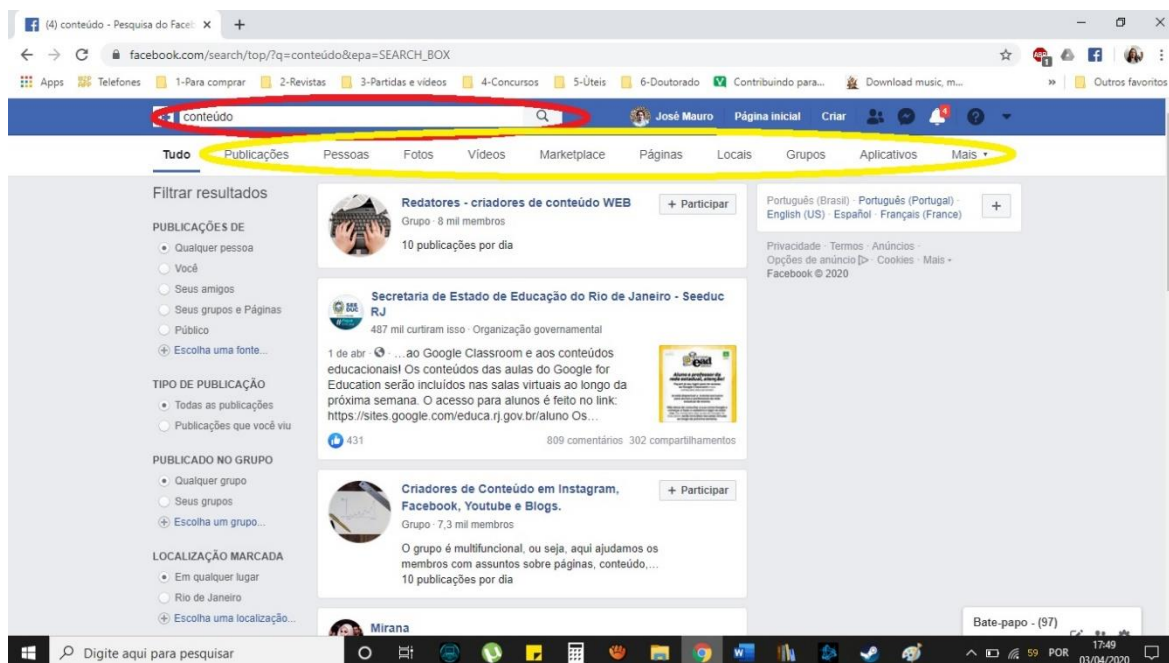 (4) conteúdo - Pesquisa do Faceb
facebook.com/search/top/?q=conteúdo&epa=SEARCH_BOX
ABP
1
Apps Telefones 1-Para comprar 2-Revistas 3-Partidas e vídeos 4-Concursos 5-Úteis 6-Doutorado Contribuindo para... Download music, m... » Outros favoritos
conteúdo
José Mauro Página inicial Criar 4
Tudo Publicações Pessoas Fotos Vídeos Marketplace Páginas Locais Grupos Aplicativos Mais
Filtrar resultados
PUBLICAÇÕES DE
Qualquer pessoa
Você
Seus amigos
Seus grupos e Páginas
Público
Escolha uma fonte...
TIPO DE PUBLICAÇÃO
Todas as publicações
Publicações que você viu
PUBLICADO NO GRUPO
Qualquer grupo
Seus grupos
Escolha um grupo...
LOCALIZAÇÃO MARCADA
Em qualquer lugar
Rio de Janeiro
Escolha uma localização...
Redatores - criadores de conteúdo WEB
+ Participar
Grupo · 8 mil membros
10 publicações por dia
SEE
DUC
Secretaria de Estado de Educação do Rio de Janeiro - Seeduc
RJ
487 mil curtiram isso · Organização governamental
1 de abr · …ao Google Classroom e aos conteúdos
educacionais! Os conteúdos das aulas do Google for
Education serão incluídos nas salas virtuais ao longo da
próxima semana. O acesso para alunos é feito no link:
https://sites.google.com/educa.rj.gov.br/aluno Os…
ead
431
809 comentários 302 compartilhamentos
Criadores de Conteúdo em Instagram,
Facebook, Youtube e Blogs.
+ Participar
Grupo · 7,3 mil membros
O grupo é multifuncional, ou seja, aqui ajudamos os
membros com assuntos sobre páginas, conteúdo,…
10 publicações por dia
Mirana
Português (Brasil) · Português (Portugal) ·
English (US) · Español · Français (France)
Privacidade · Termos · Anúncios ·
Opções de anúncio · Cookies · Mais
Facebook © 2020
Bate-papo - (97)
Digite aqui para pesquisar
59 POR
17:49
03/04/2020